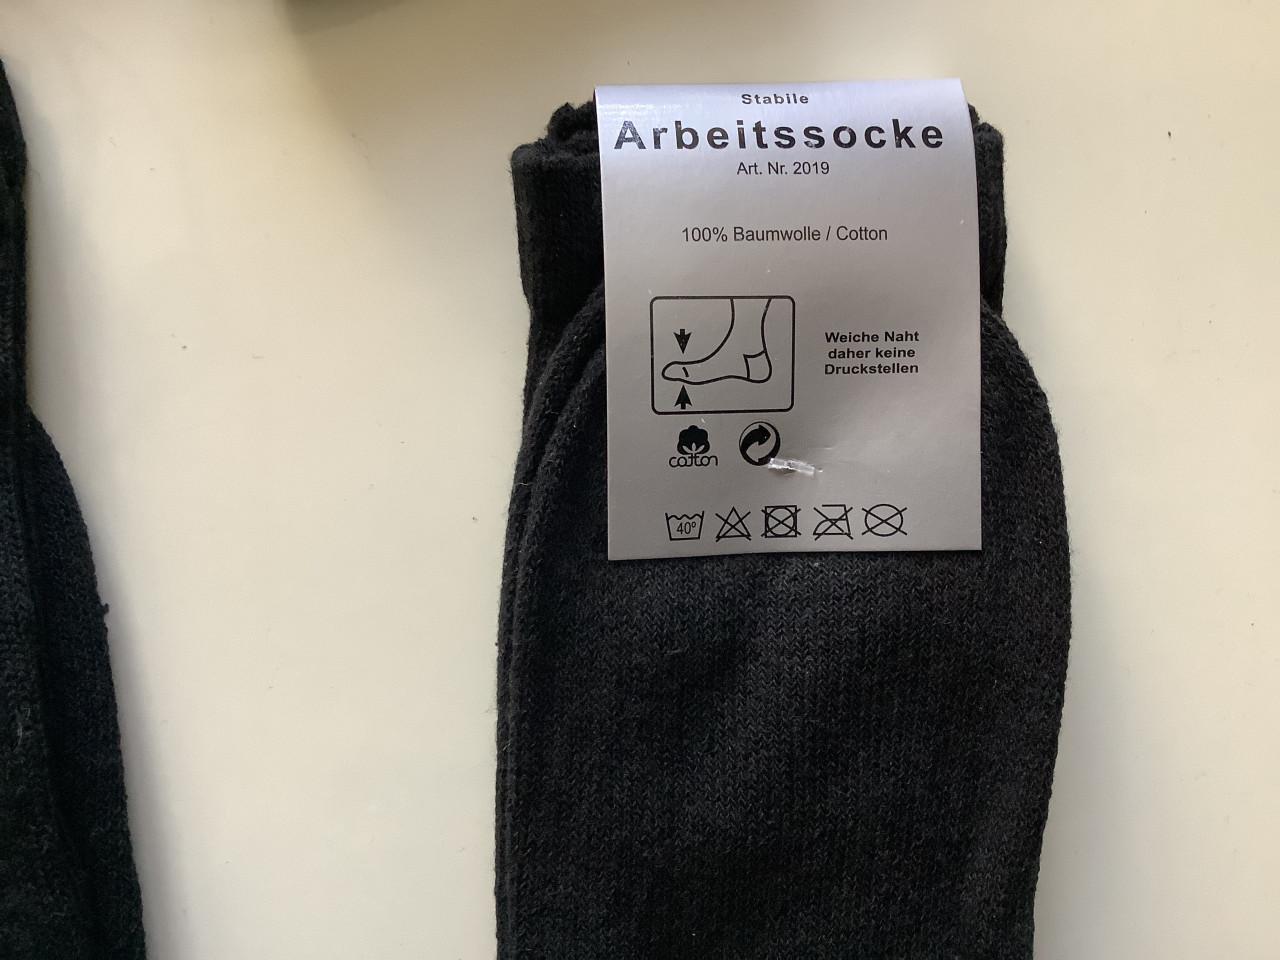 Stabile
Arbeitssocke
Art. Nr. 2019
100% Baumwolle / Cotton
Weiche Naht
daher keine
Druckstellen
cotton
40°